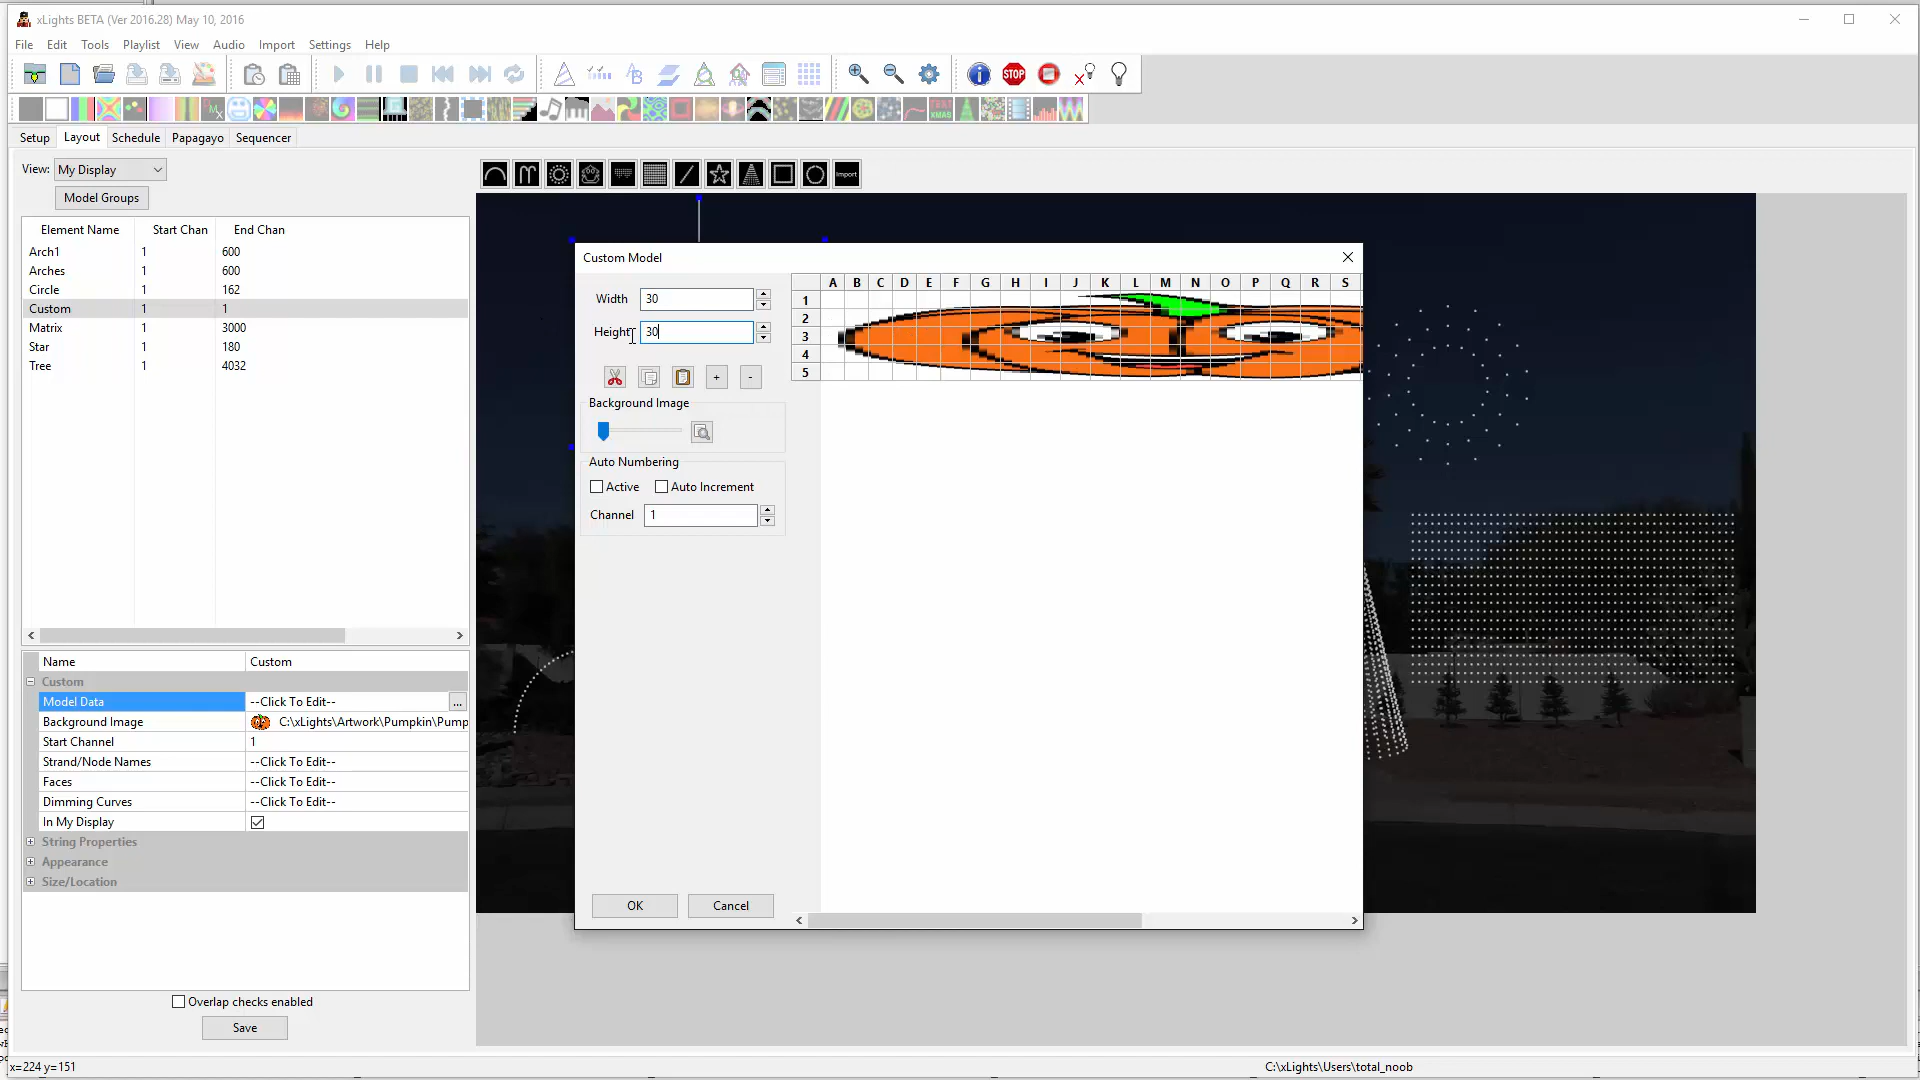 xLights BETA (Ver 2016.28) May 10, 2016
File Edit Tools Playlist View Audio Import Settings Help
STOP
Setup Layout Schedule Papagayo Sequencer
View: My Display
Import
Model Groups
Element Name Start Chan End Chan
Arch1 1 600
Arches 1 600
Circle 1 162
Custom 1 1
Matrix 1 3000
Star 1 180
Tree 1 4032
Custom Model
Width 30
Height 30
+ -
Background Image
Auto Numbering
Active Auto Increment
Channel 1
OK Cancel
A B C D E F G H I J K L M N O P Q R S
1
2
3
4
5
Name Custom
Custom
Model Data --Click To Edit-- ...
Background Image C:\xLights\Artwork\Pumpkin\Pump
Start Channel 1
Strand/Node Names --Click To Edit--
Faces --Click To Edit--
Dimming Curves --Click To Edit--
In My Display
String Properties
Appearance
Size/Location
Overlap checks enabled
Save
x=224 y=151 C:\xLights\Users\total_noob